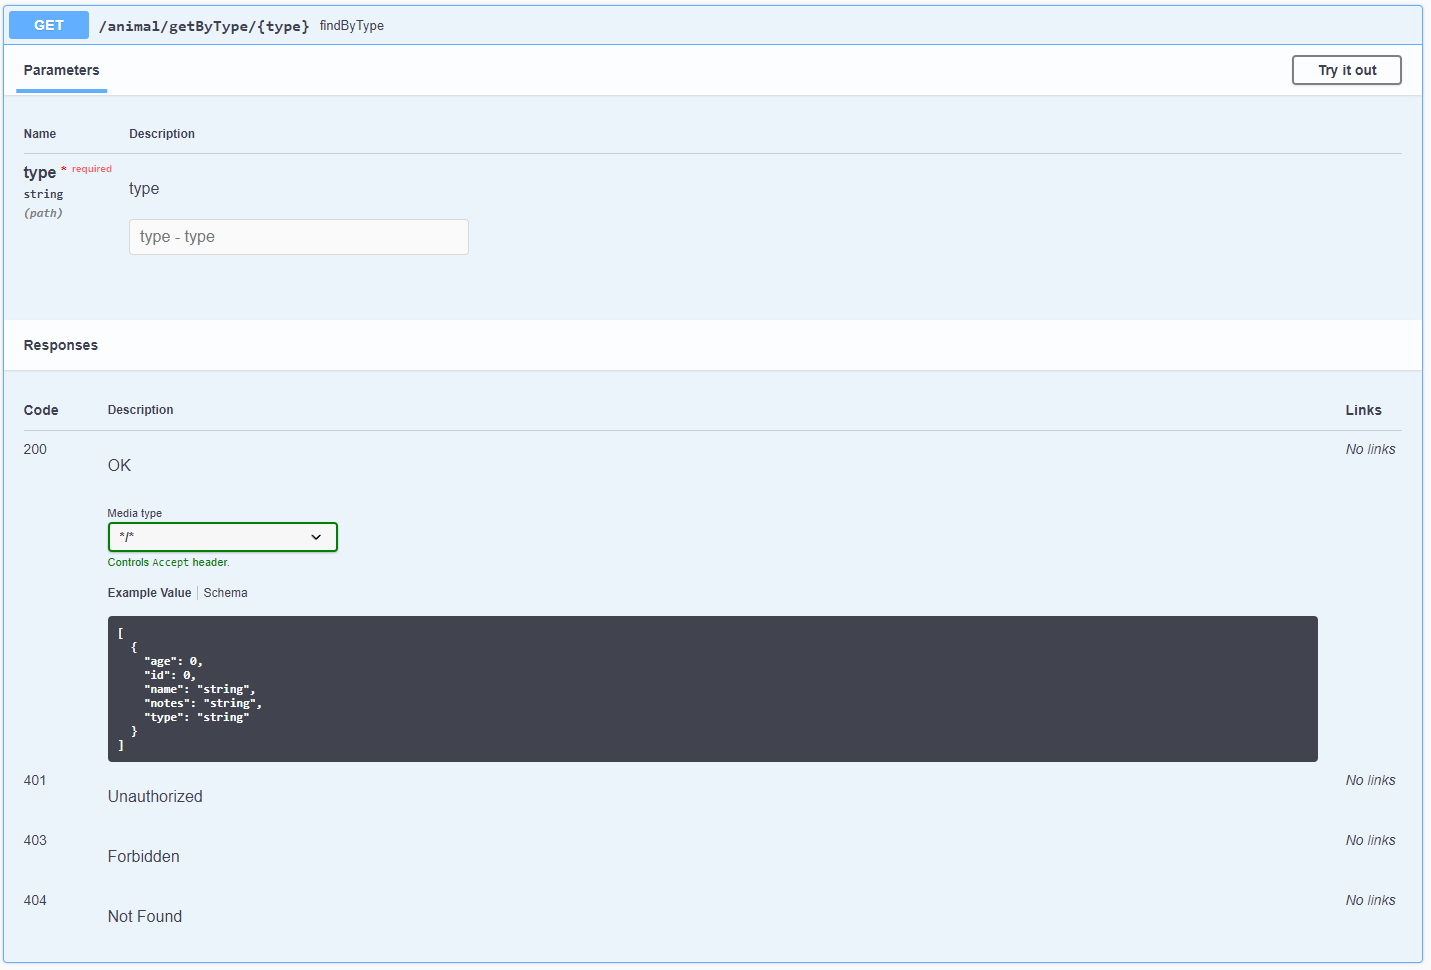 GET /animal/getByType/{type} findByType
Parameters
Try it out
Name Description
type * required
string
(path)
type
type - type
Responses
Code Description Links
200 No links
OK
Media type
*/*
Controls Accept header.
Example Value Schema
[
  {
    "age": 0,
    "id": 0,
    "name": "string",
    "notes": "string",
    "type": "string"
  }
]
401 No links
Unauthorized
403 No links
Forbidden
404 No links
Not Found